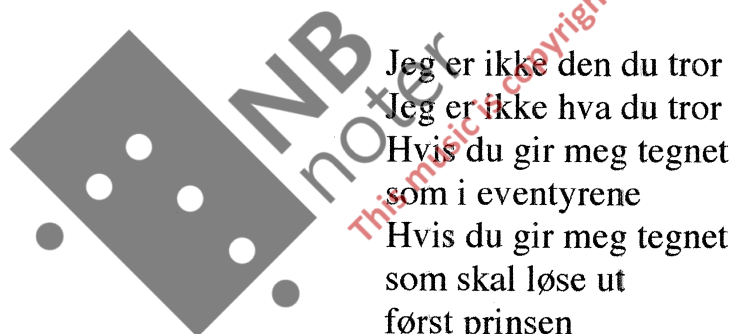 NB
noter
This music is copyright
Jeg er ikke den du tror
Jeg er ikke hva du tror
Hvis du gir meg tegnet
som i eventyrene
Hvis du gir meg tegnet
som skal løse ut
først prinsen